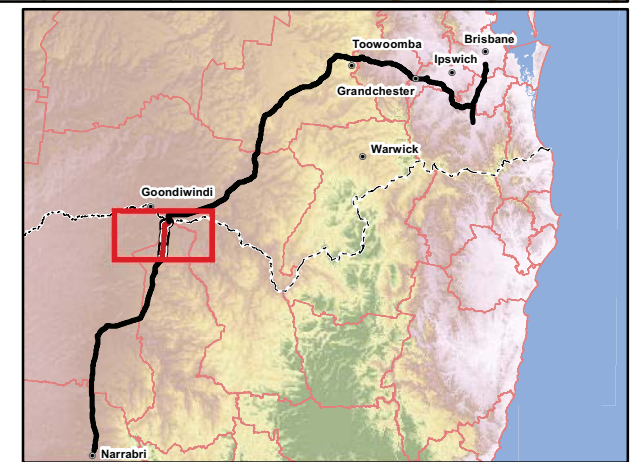 Brisbane
Toowoomba
Ipswich
Grandchester
Warwick
Goondiwindi
Narrabri